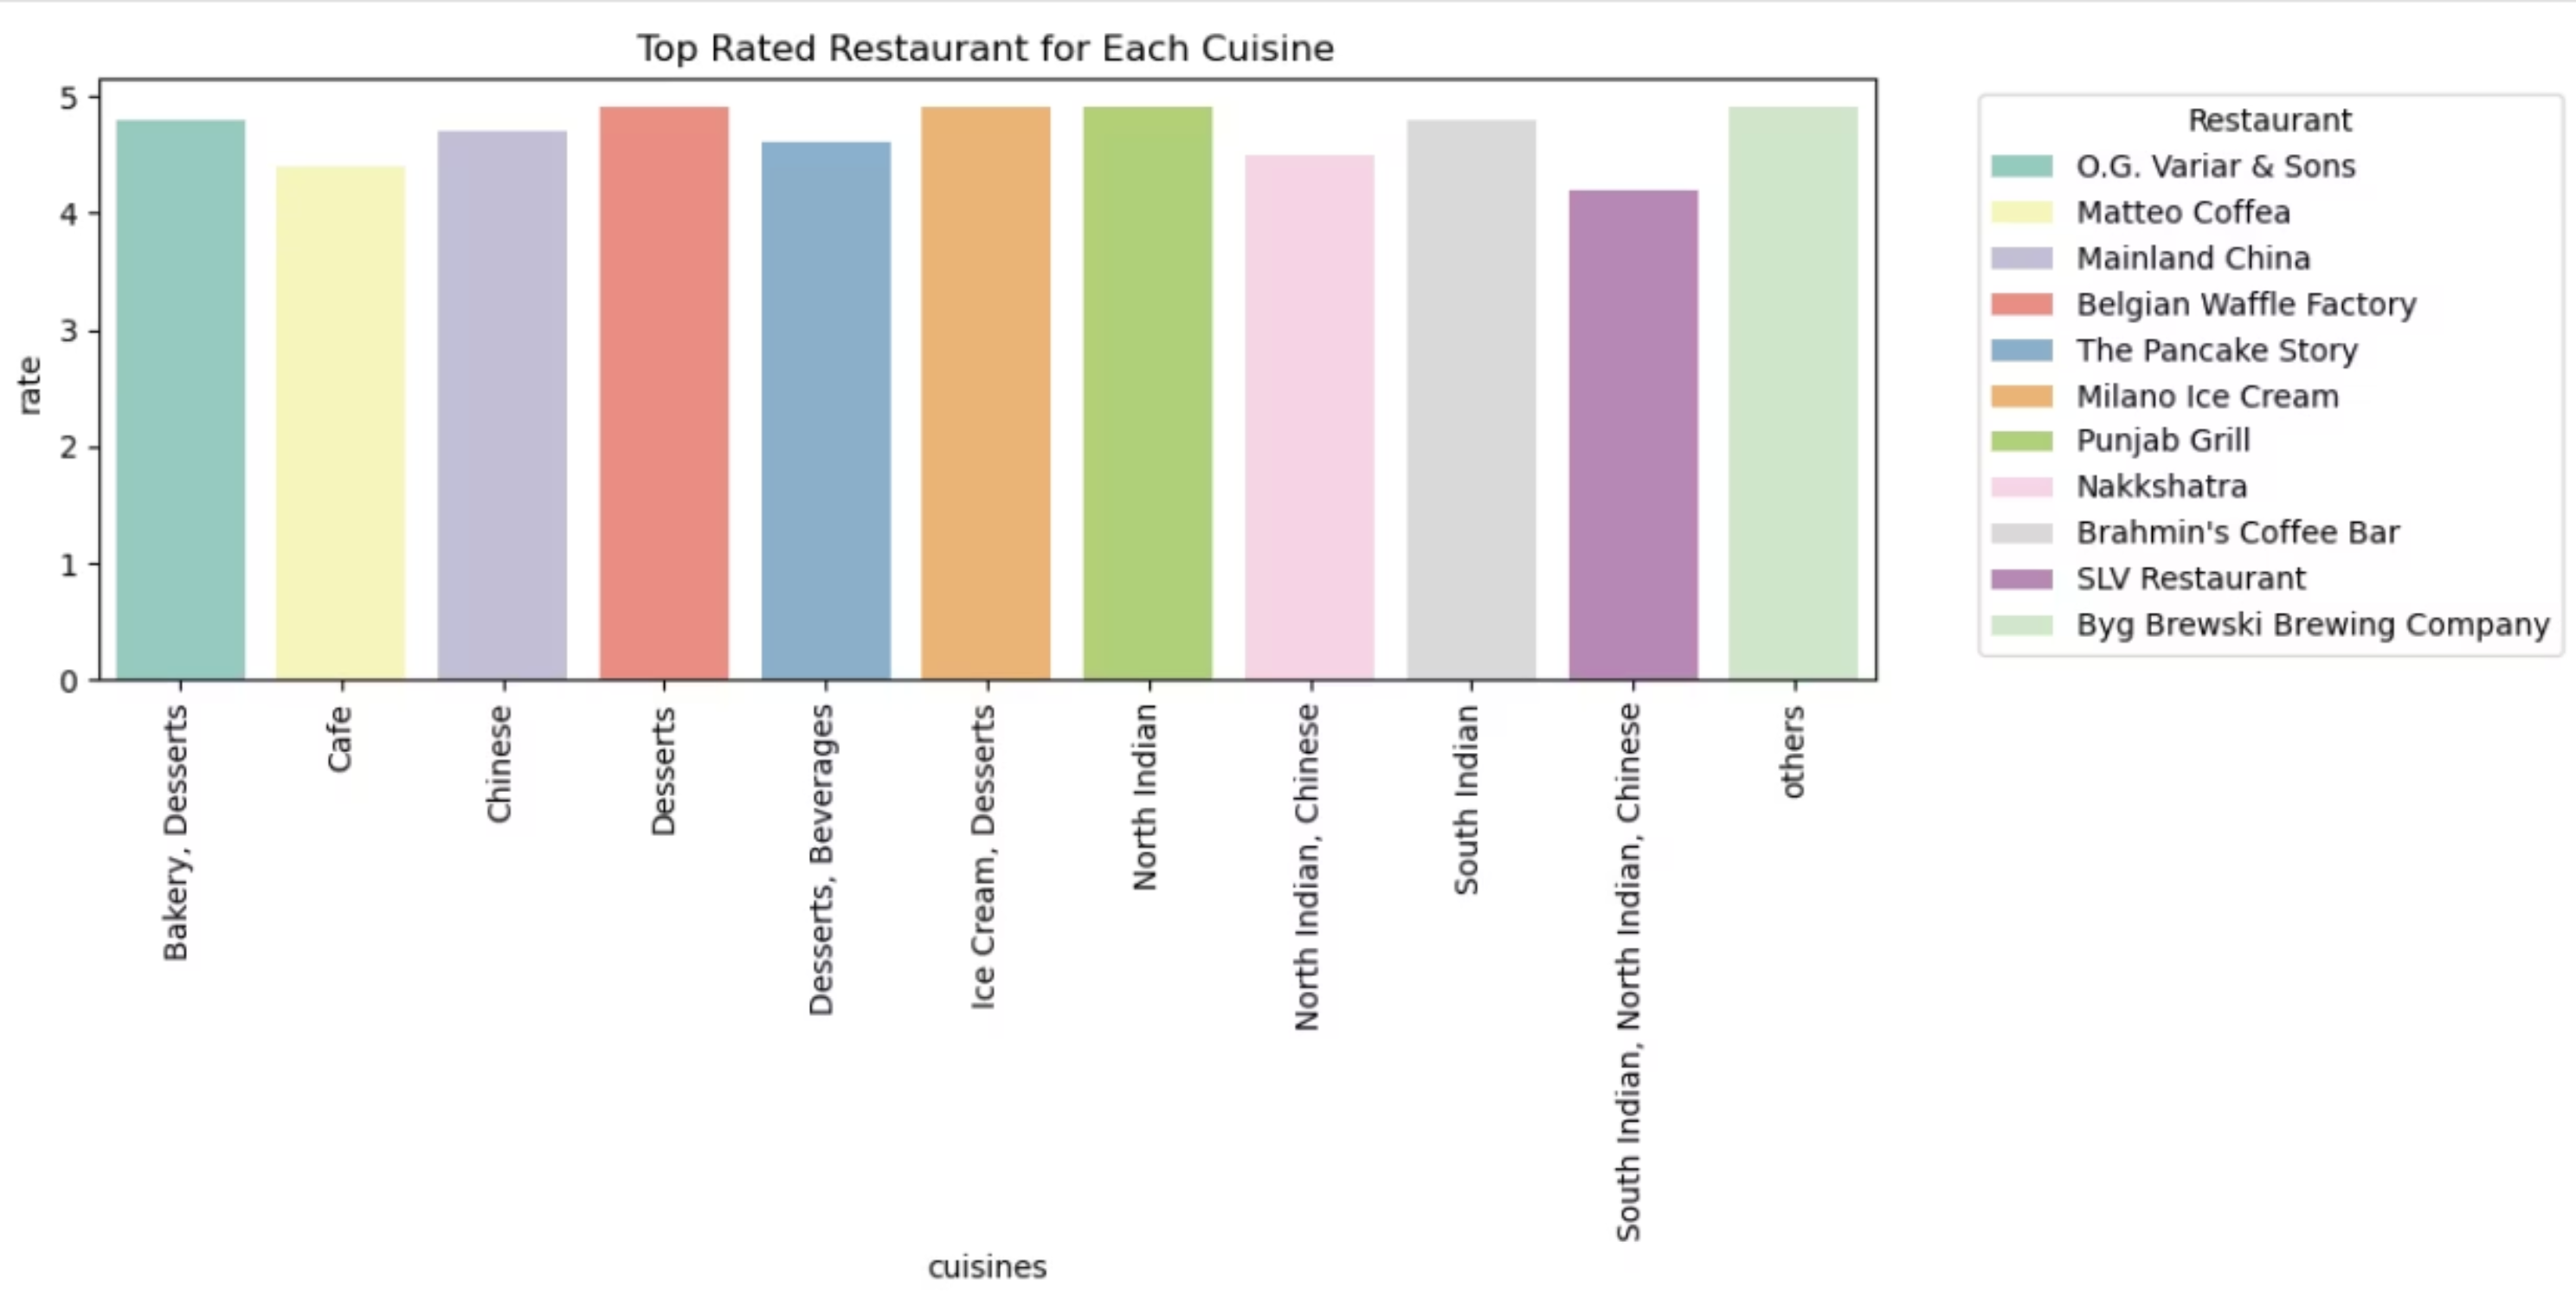 Top Rated Restaurant for Each Cuisine
5
4
3
2
1
0
rate
Bakery, Desserts
Cafe
Chinese
Desserts
Desserts, Beverages
Ice Cream, Desserts
North Indian
North Indian, Chinese
South Indian
South Indian, North Indian, Chinese
others
cuisines
Restaurant
O.G. Variar & Sons
Matteo Coffea
Mainland China
Belgian Waffle Factory
The Pancake Story
Milano Ice Cream
Punjab Grill
Nakkshatra
Brahmin's Coffee Bar
SLV Restaurant
Byg Brewski Brewing Company